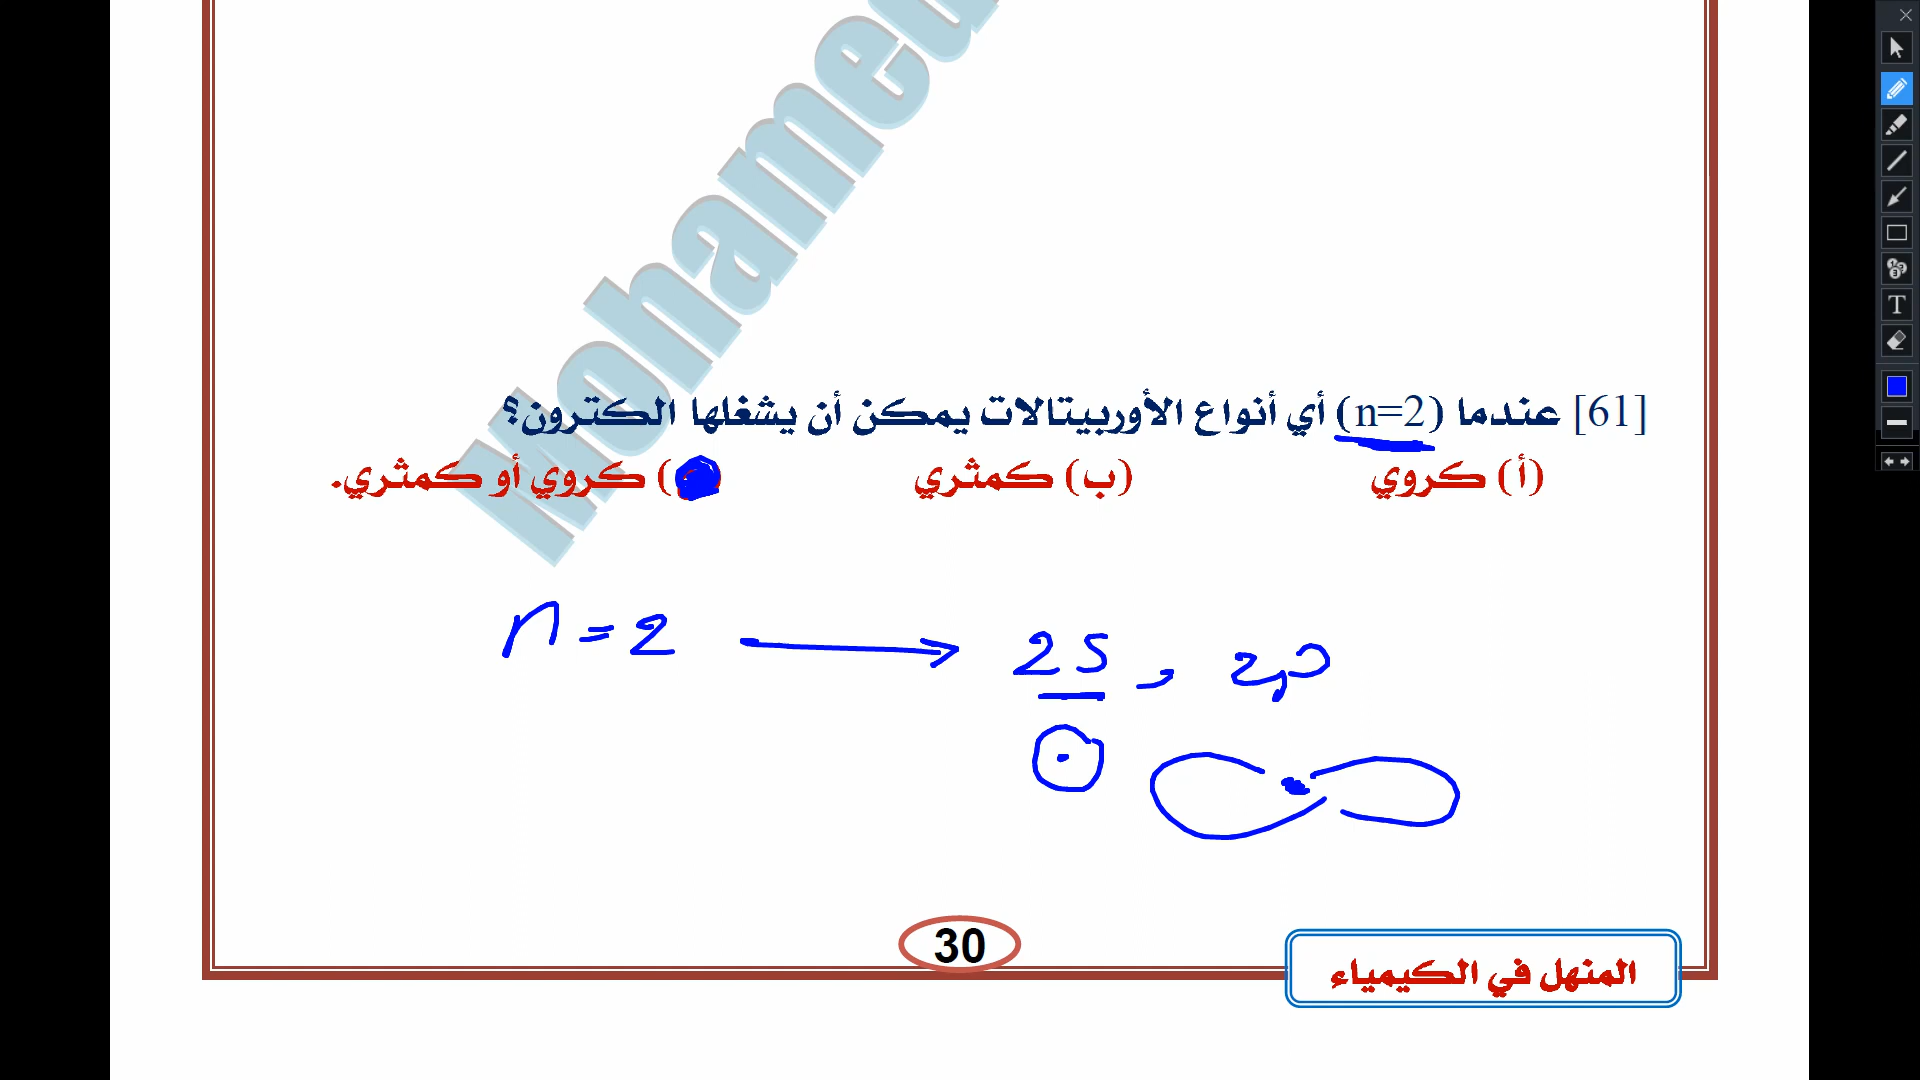 Mohamed
[61] عندما (n=2) أي أنواع الأوربيتالات يمكن أن يشغلها الكترون؟
(أ) كروي (ب) كمثري ) كروي أو كمثري.
n = 2 → 2s , 2p
30
المنهل في الكيمياء
T